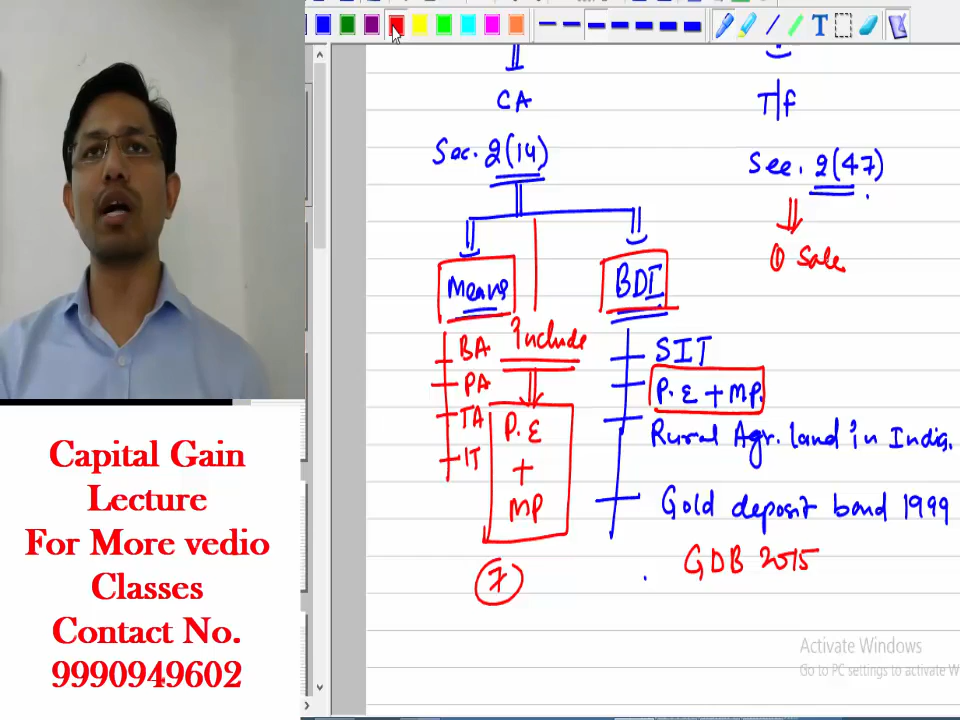 CA
T/f
Sec. 2(14)
See. 2(47)
① Sale
Means
BDI
Include
BA
PA
TA
IT
P.E
+
MP
7
SIT
P.E + MP.
Rural Agr. land in India.
Gold deposit bond 1999
GDB 2015
Capital Gain
Lecture
For More vedio
Classes
Contact No.
9990949602
T
Activate Windows
Go to PC settings to activate W